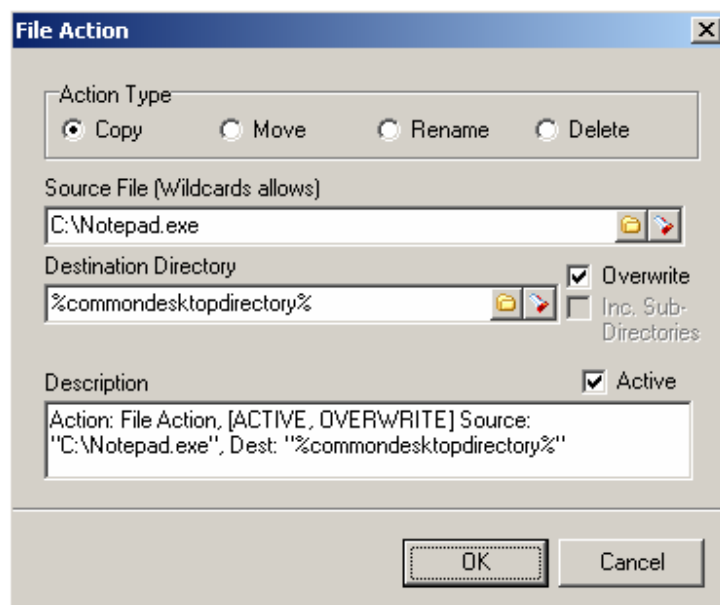 File Action
Action Type
Copy Move Rename Delete
Source File (Wildcards allows)
C:\Notepad.exe
Destination Directory
Overwrite
%commondesktopdirectory%
Inc. Sub-
Directories
Description
Active
Action: File Action, [ACTIVE, OVERWRITE] Source:
"C:\Notepad.exe", Dest: "%commondesktopdirectory%"
OK Cancel